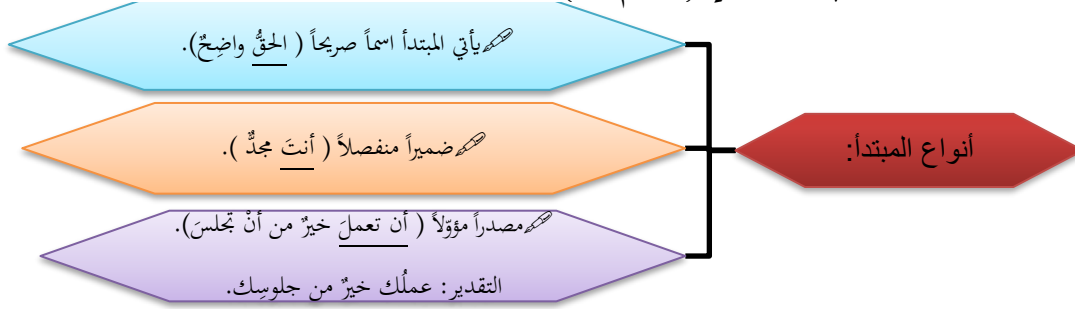 أنواع المبتدأ:
يأتي المبتدأ اسماً صريحاً ( الحقُّ واضِحٌ).
ضميراً منفصلاً ( أنتَ مجدٌّ ).
مصدراً مؤوّلاً ( أن تعملَ خيرٌ من أنْ تجلسَ).
التقدير: عملُك خيرٌ من جلوسِك.